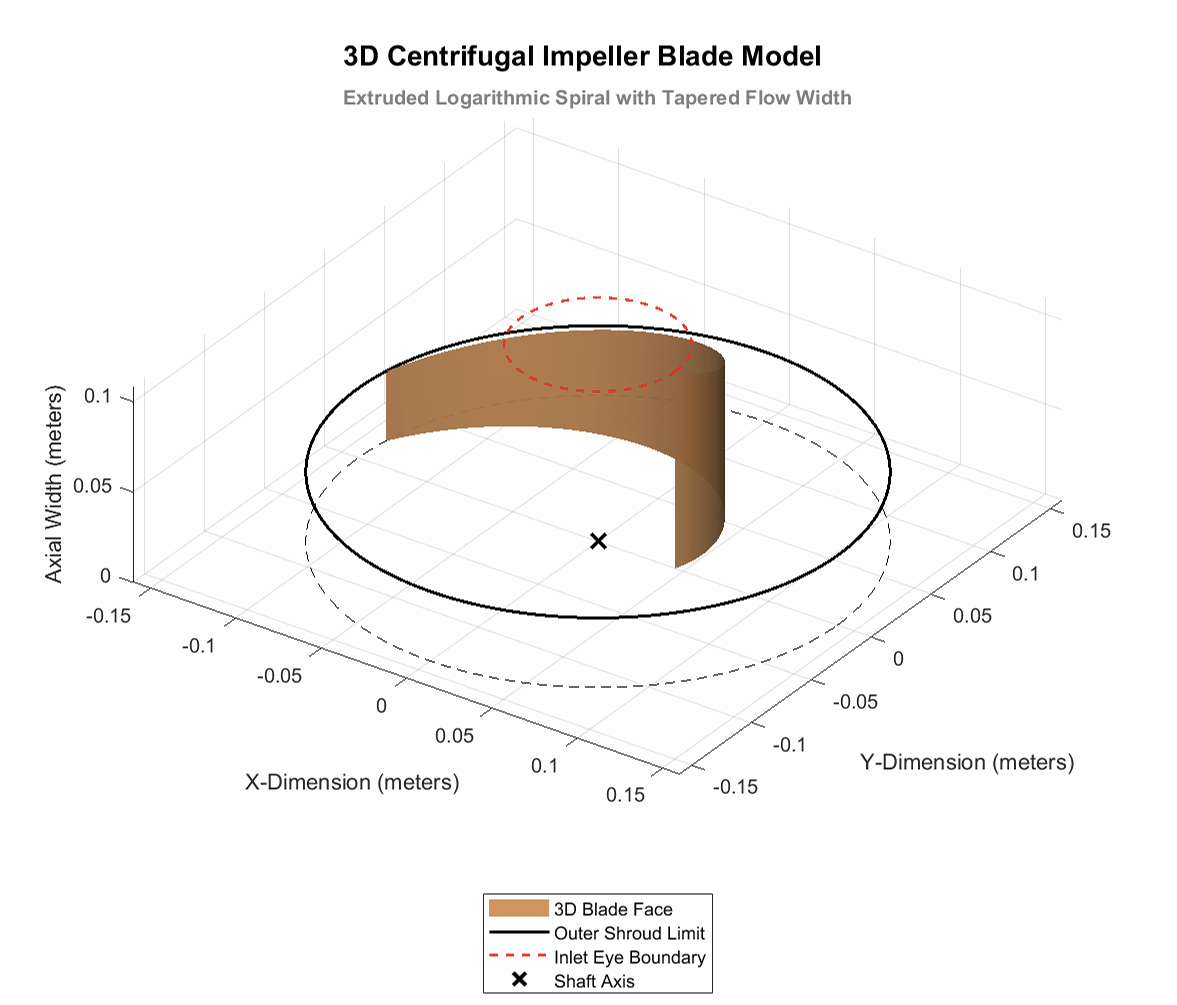 3D Centrifugal Impeller Blade Model
Extruded Logarithmic Spiral with Tapered Flow Width
Axial Width (meters)
0.1
0.05
0
-0.15
-0.1
-0.05
0
0.05
0.1
0.15
X-Dimension (meters)
-0.15
-0.1
-0.05
0
0.05
0.1
0.15
Y-Dimension (meters)
3D Blade Face
Outer Shroud Limit
Inlet Eye Boundary
Shaft Axis